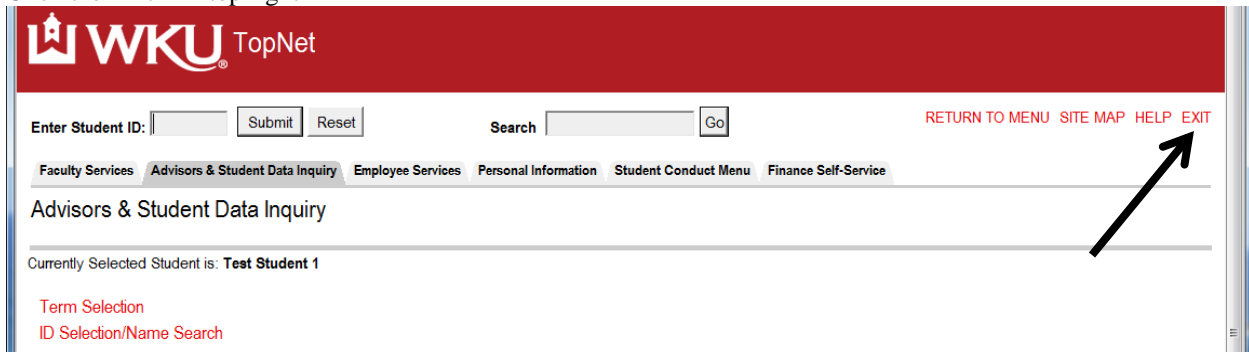 WKU® TopNet
Enter Student ID: Submit Reset Search Go RETURN TO MENU SITE MAP HELP EXIT
Faculty Services Advisors & Student Data Inquiry Employee Services Personal Information Student Conduct Menu Finance Self-Service
Advisors & Student Data Inquiry
Currently Selected Student is: Test Student 1
Term Selection
ID Selection/Name Search